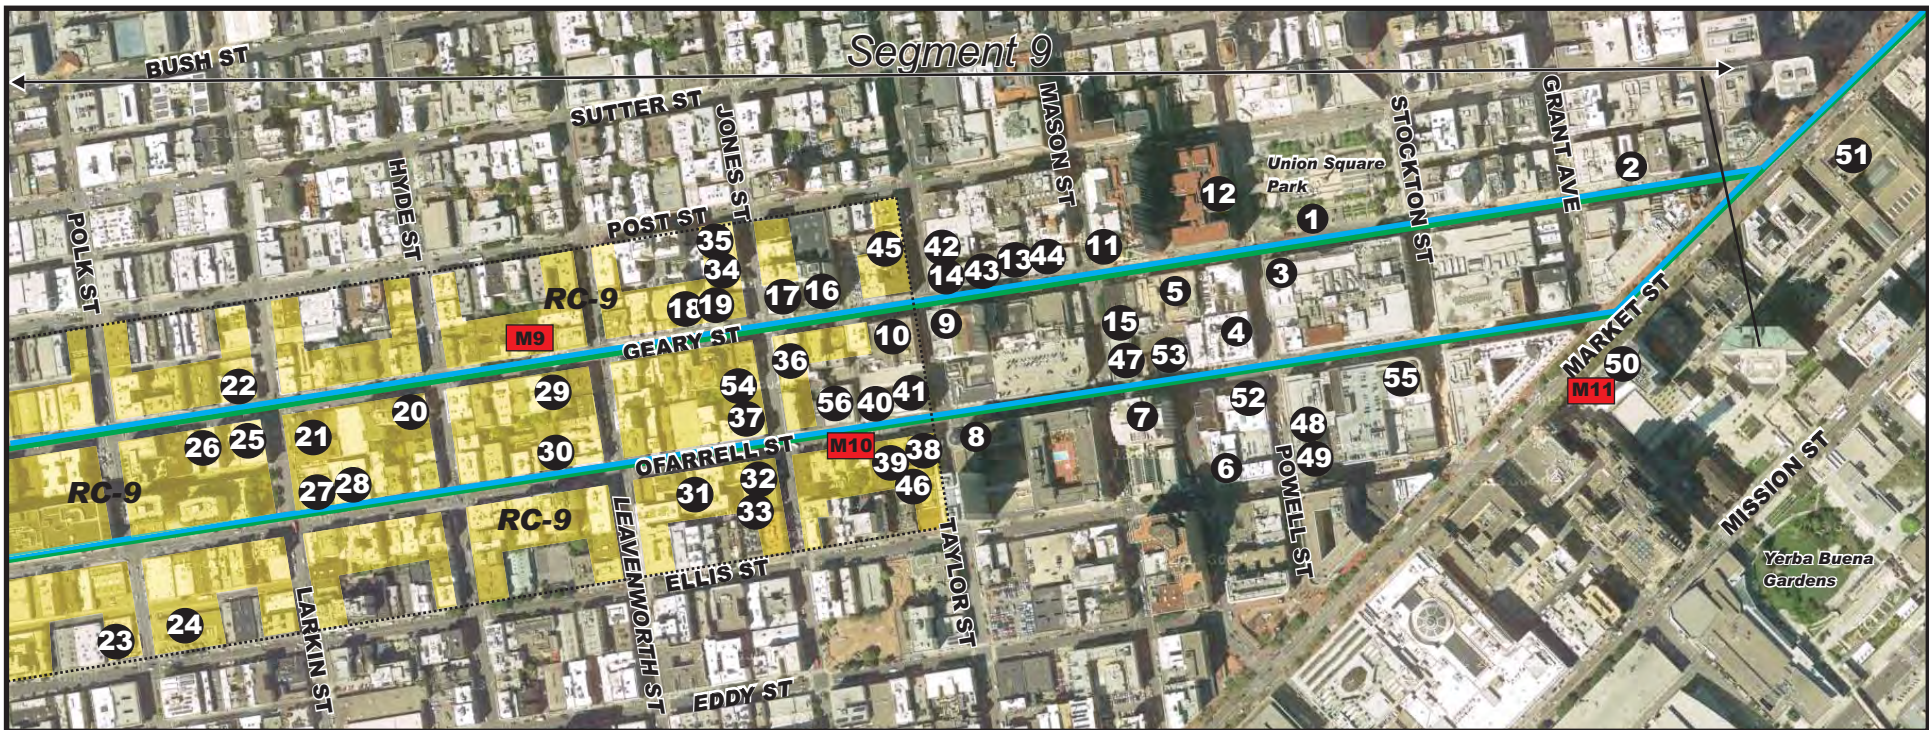 Segment 9
BUSH ST
SUTTER ST
JONES ST
MASON ST
STOCKTON ST
GRANT AVE
HYDE ST
POLK ST
POST ST
Union Square
Park
51
2
12
1
35
45
42
11
34
14
43
13
44
3
18
19
17
16
5
RC-9
M9
GEARY ST
9
10
15
4
MARKET ST
47
53
50
M11
22
29
36
54
41
52
55
20
37
56
40
7
48
26
25
21
30
OFARRELL ST
M10
38
8
39
49
6
POWELL ST
RC-9
27
28
31
32
46
33
RC-9
MISSION ST
LEAVENWORTH ST
TAYLOR ST
ELLIS ST
Yerba Buena
Gardens
LARKIN ST
23
24
EDDY ST